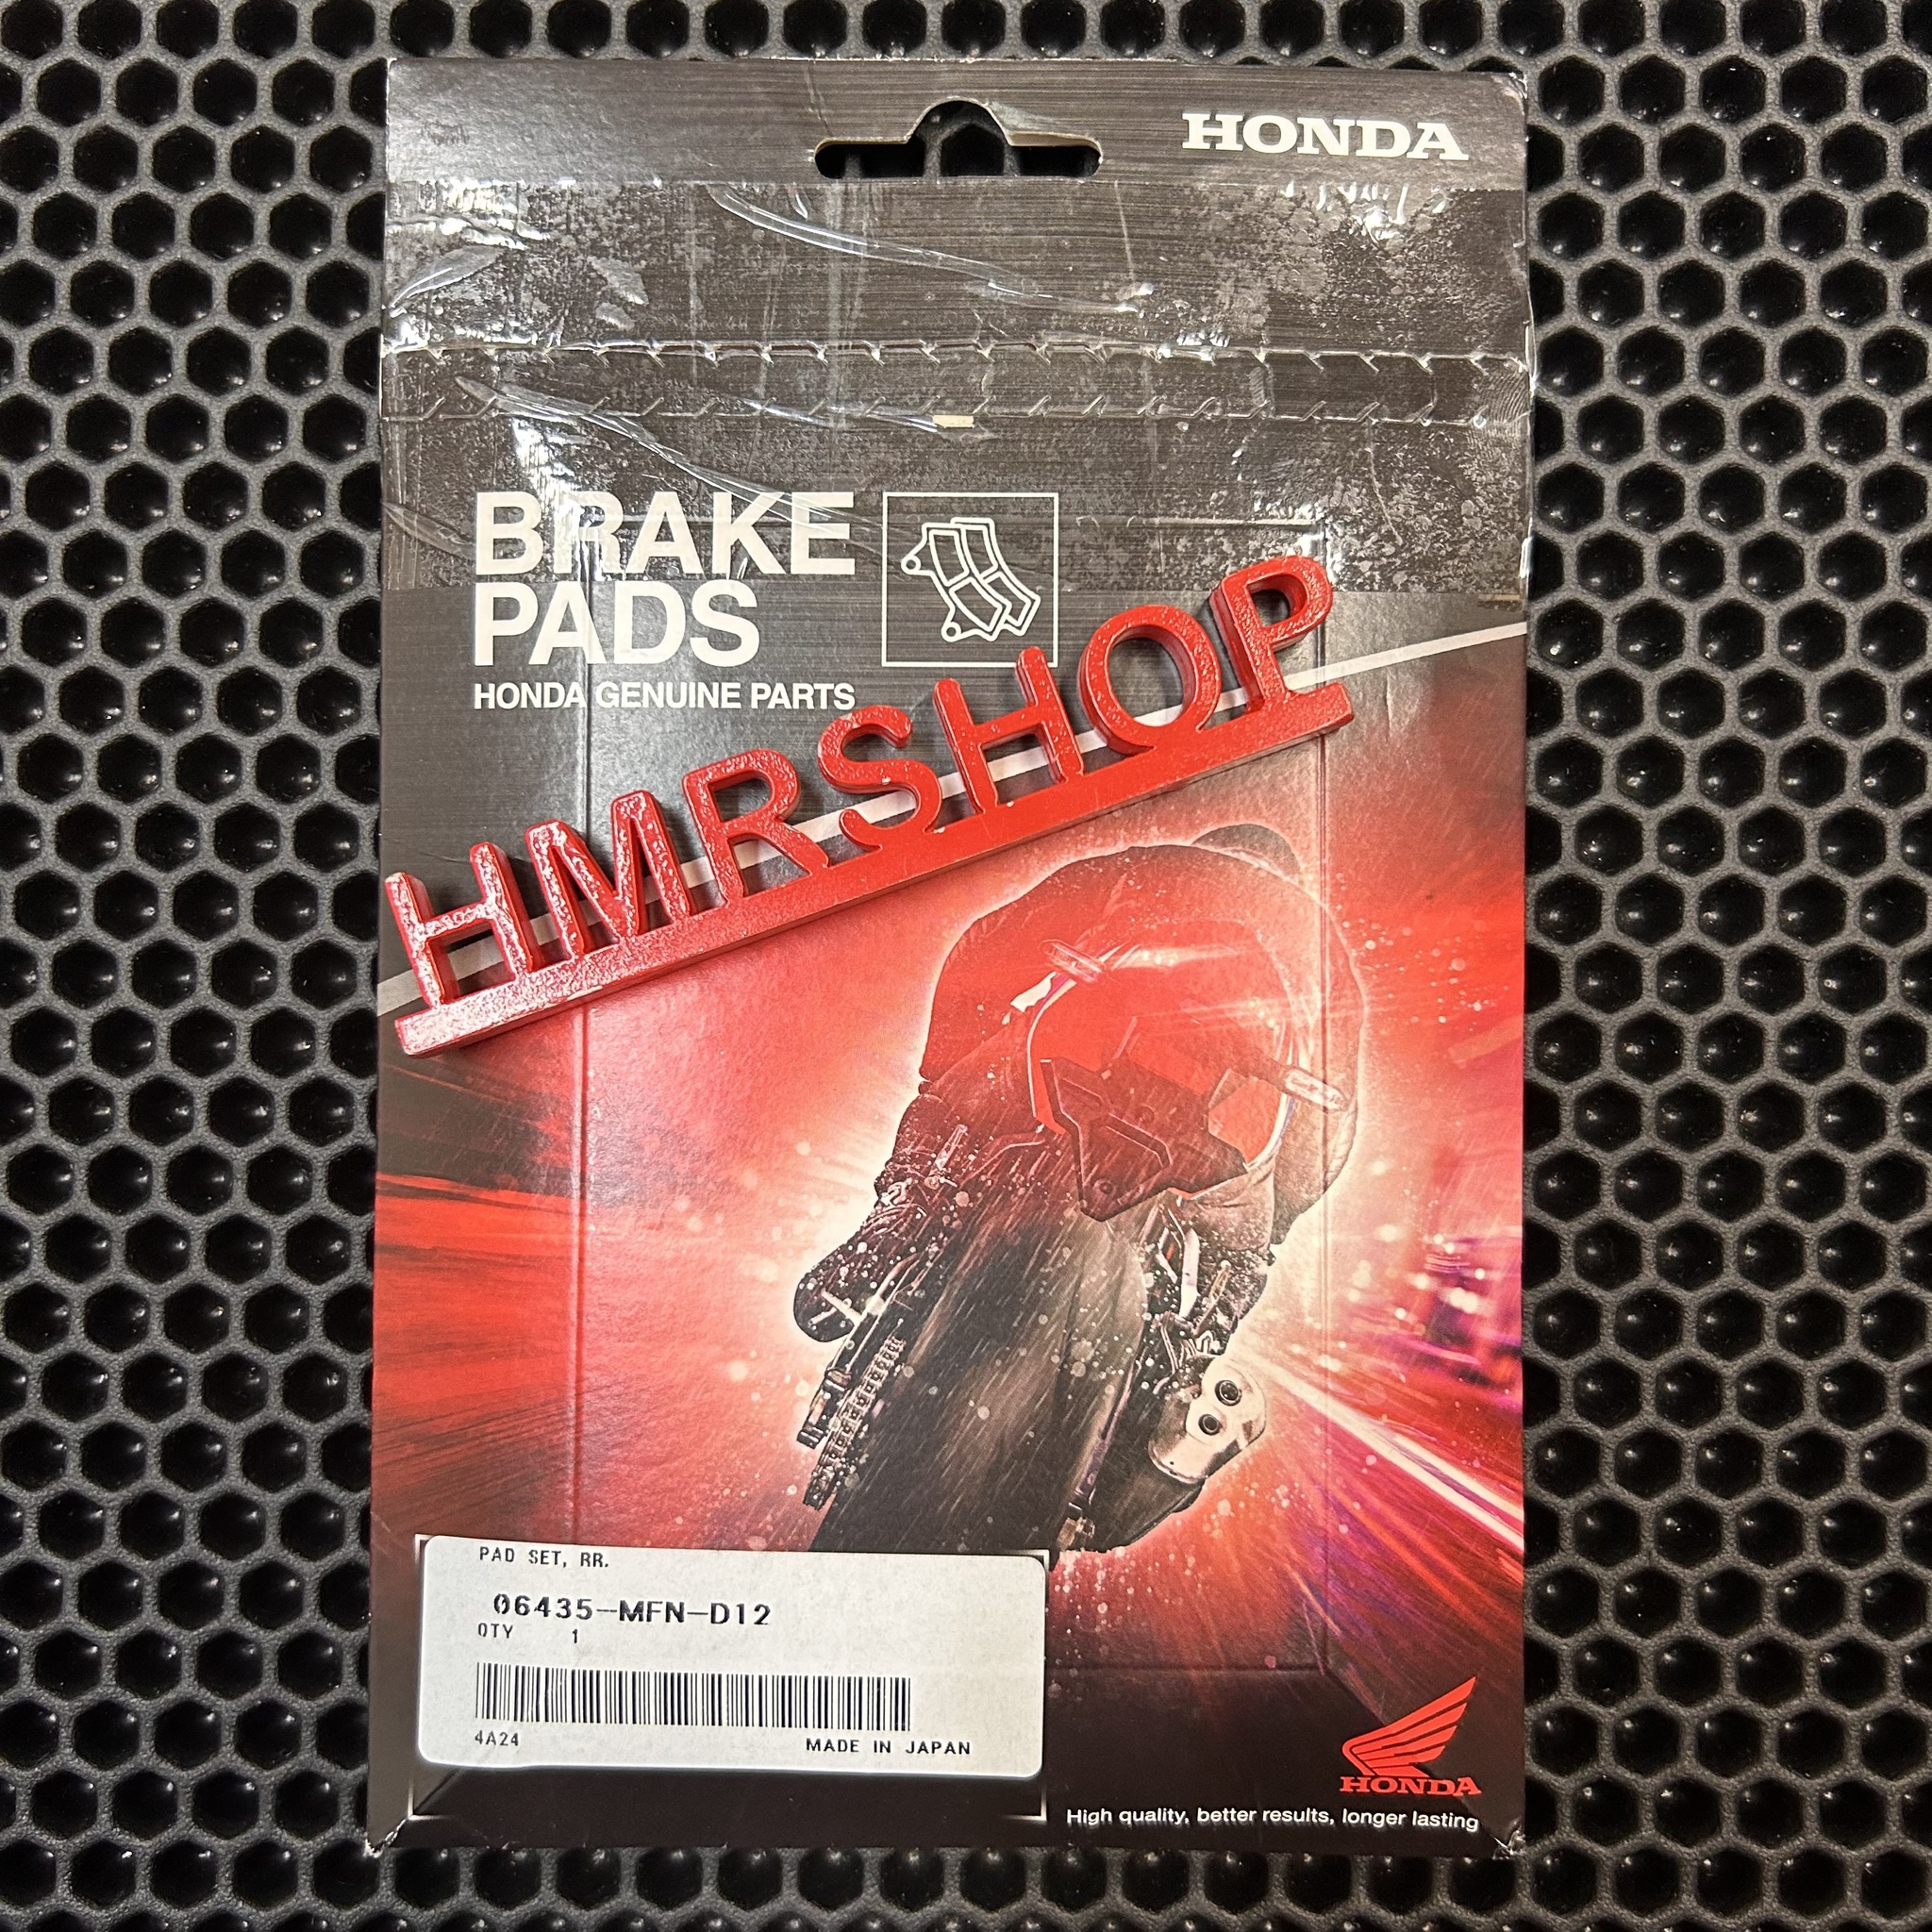 HONDA
BRAKE
PADS
HONDA GENUINE PARTS
HMRSHOP
PAD SET, RR.
06435-MFN-D12
QTY 1
4A24 MADE IN JAPAN
HONDA
High quality, better results, longer lasting